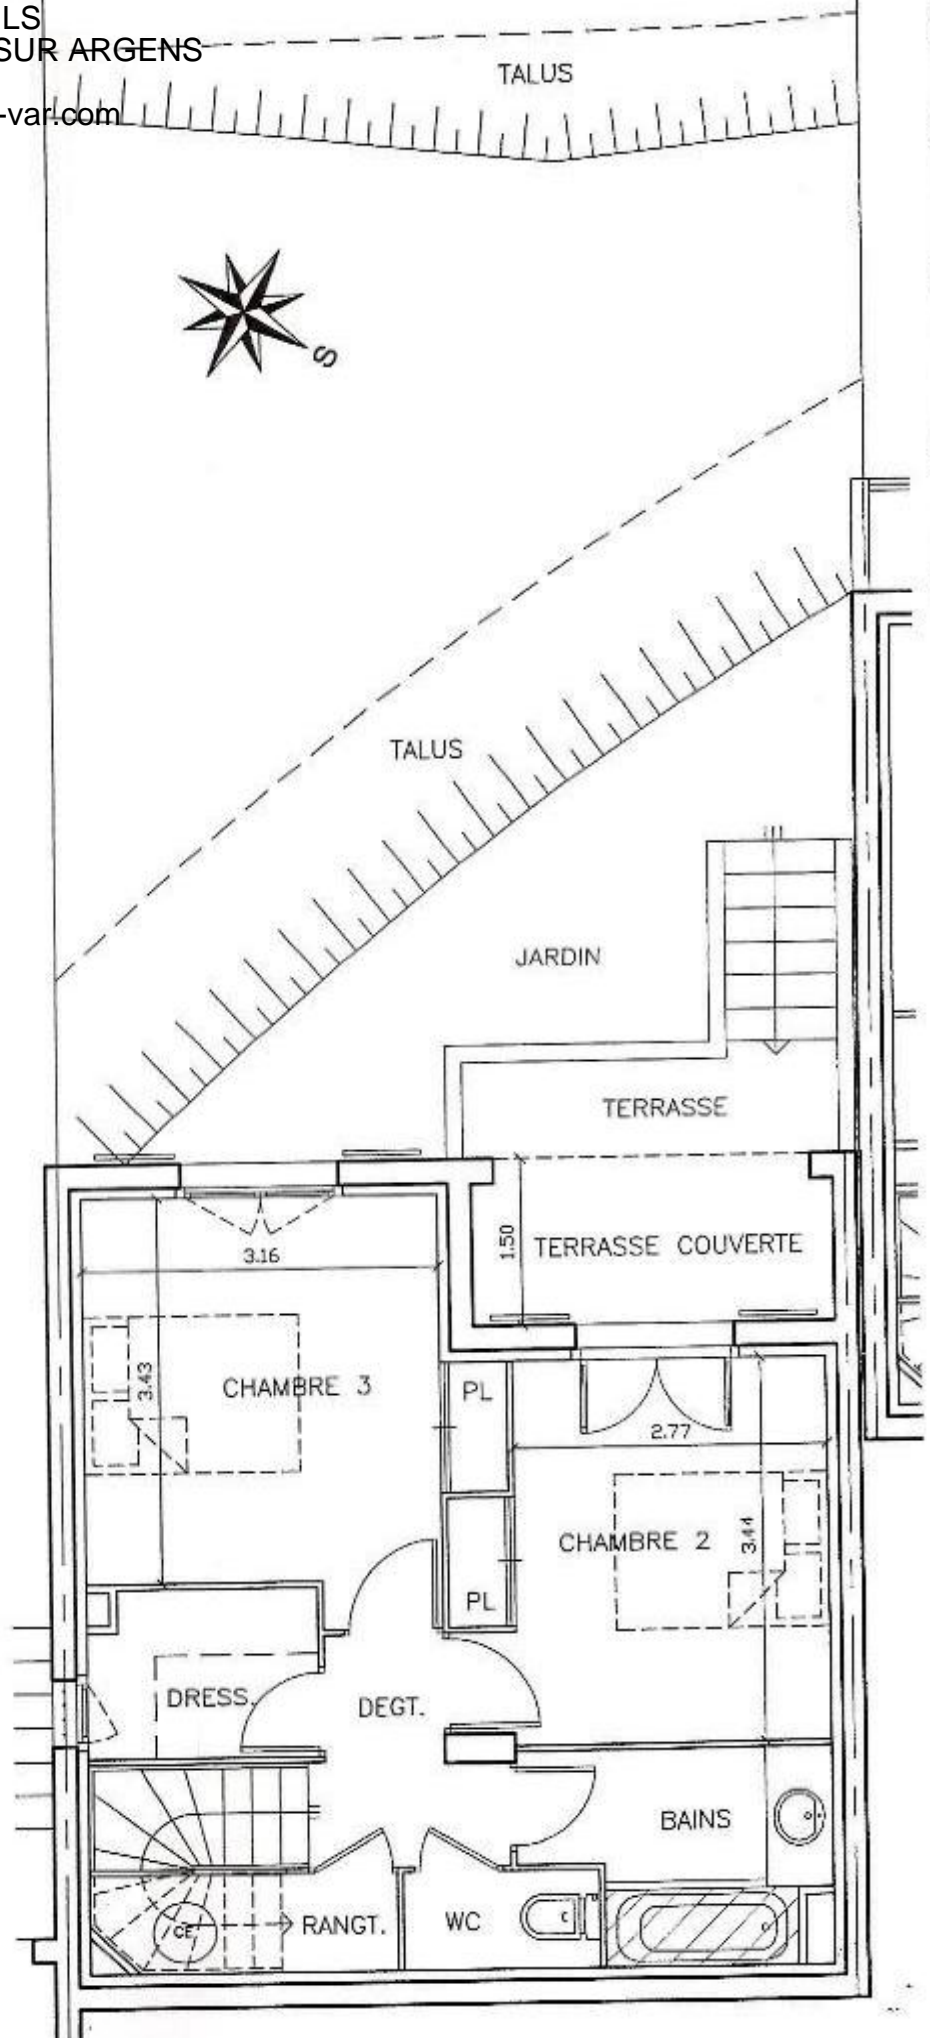 LS
SUR ARGENS
-var.com
TALUS
S
TALUS
JARDIN
TERRASSE
1.50
TERRASSE COUVERTE
3.16
3.43
CHAMBRE 3
PL
2.77
CHAMBRE 2
3.44
PL
DRESS.
DEGT.
BAINS
CE
RANGT.
WC